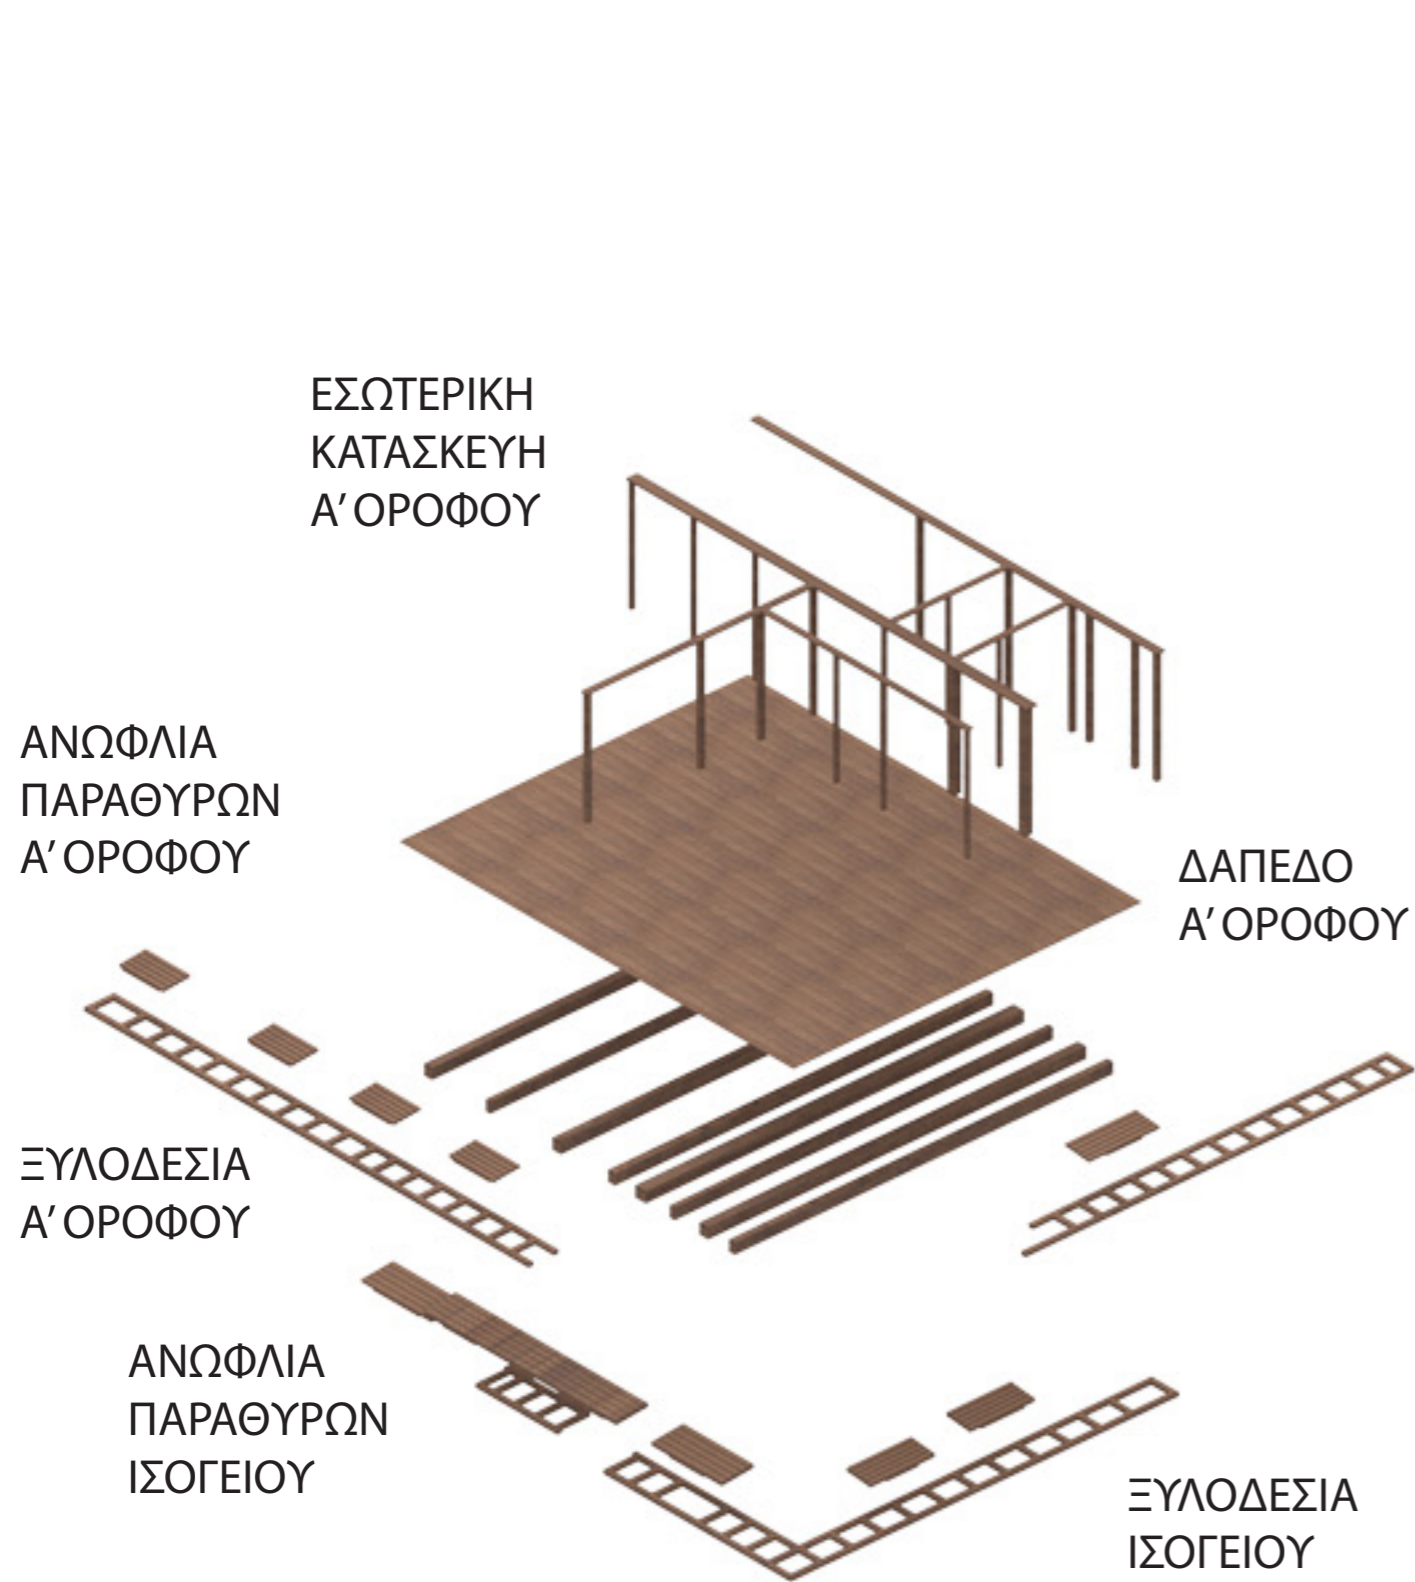 ΕΣΩΤΕΡΙΚΗ
ΚΑΤΑΣΚΕΥΗ
Α’ ΟΡΟΦΟΥ
ΑΝΩΦΛΙΑ
ΠΑΡΑΘΥΡΩΝ
Α’ ΟΡΟΦΟΥ
ΔΑΠΕΔΟ
Α’ ΟΡΟΦΟΥ
ΞΥΛΟΔΕΣΙΑ
Α’ ΟΡΟΦΟΥ
ΑΝΩΦΛΙΑ
ΠΑΡΑΘΥΡΩΝ
ΙΣΟΓΕΙΟΥ
ΞΥΛΟΔΕΣΙΑ
ΙΣΟΓΕΙΟΥ